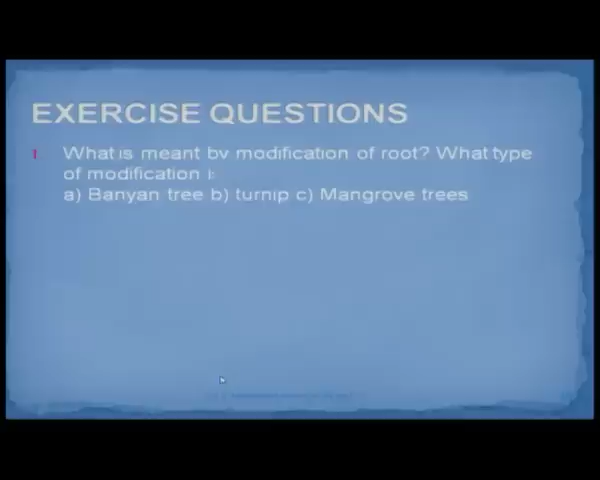 EXERCISE QUESTIONS
1. What is meant by modification of root? What type
of modification i
a) Banyan tree b) turnip c) Mangrove trees